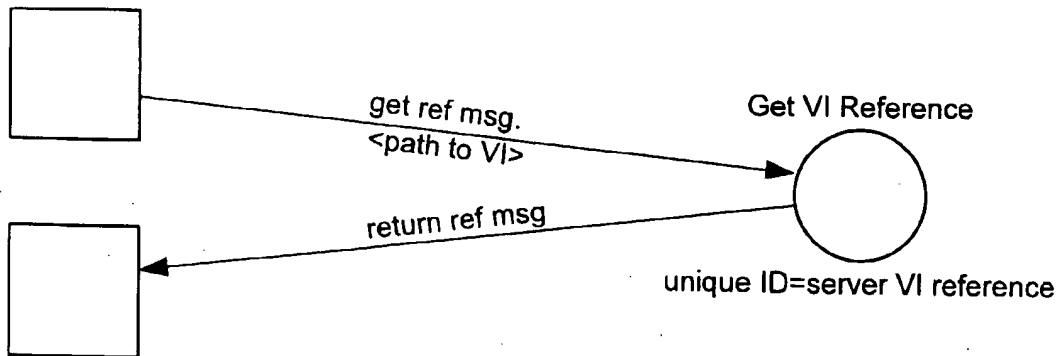 get ref msg.
<path to VI>
Get VI Reference
return ref msg
unique ID=server VI reference